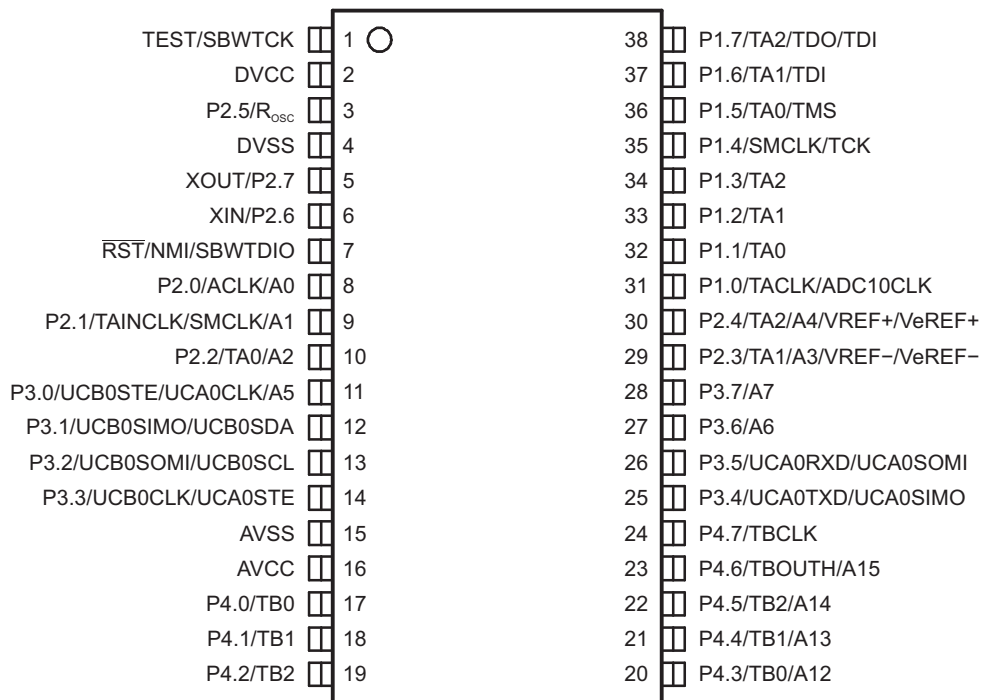 TEST/SBWTCK 1 38 P1.7/TA2/TDO/TDI
DVCC 2 37 P1.6/TA1/TDI
P2.5/ROSC 3 36 P1.5/TA0/TMS
DVSS 4 35 P1.4/SMCLK/TCK
XOUT/P2.7 5 34 P1.3/TA2
XIN/P2.6 6 33 P1.2/TA1
RST/NMI/SBWTDIO 7 32 P1.1/TA0
P2.0/ACLK/A0 8 31 P1.0/TACLK/ADC10CLK
P2.1/TAINCLK/SMCLK/A1 9 30 P2.4/TA2/A4/VREF+/VeREF+
P2.2/TA0/A2 10 29 P2.3/TA1/A3/VREF−/VeREF−
P3.0/UCB0STE/UCA0CLK/A5 11 28 P3.7/A7
P3.1/UCB0SIMO/UCB0SDA 12 27 P3.6/A6
P3.2/UCB0SOMI/UCB0SCL 13 26 P3.5/UCA0RXD/UCA0SOMI
P3.3/UCB0CLK/UCA0STE 14 25 P3.4/UCA0TXD/UCA0SIMO
AVSS 15 24 P4.7/TBCLK
AVCC 16 23 P4.6/TBOUTH/A15
P4.0/TB0 17 22 P4.5/TB2/A14
P4.1/TB1 18 21 P4.4/TB1/A13
P4.2/TB2 19 20 P4.3/TB0/A12